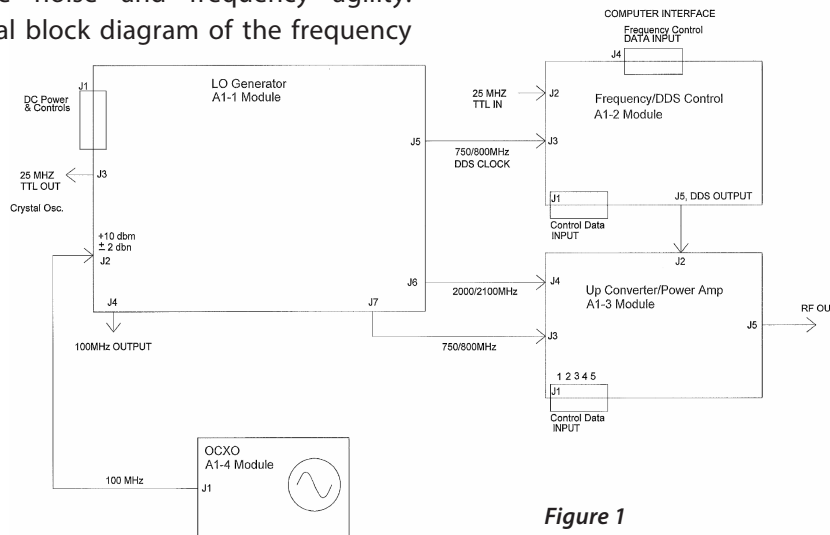 noise and frequency agility.
al block diagram of the frequency
COMPUTER INTERFACE
Frequency Control
DATA INPUT
J4
J1
DC Power
& Controls
LO Generator
A1-1 Module
25 MHZ
TTL IN
J2
Frequency/DDS Control
A1-2 Module
J5
J3
750/800MHz
DDS CLOCK
J3
25 MHZ
TTL OUT
Crystal Osc.
J1
J5, DDS OUTPUT
Control Data
INPUT
+10 dbm
± 2 dbn
J2
J2
J6
J4
2000/2100MHz
Up Converter/Power Amp
A1-3 Module
J4
J7
J5
RF OU
J3
100MHz OUTPUT
750/800MHz
1 2 3 4 5
J1
Control Data
INPUT
OCXO
A1-4 Module
100 MHz
J1
Figure 1